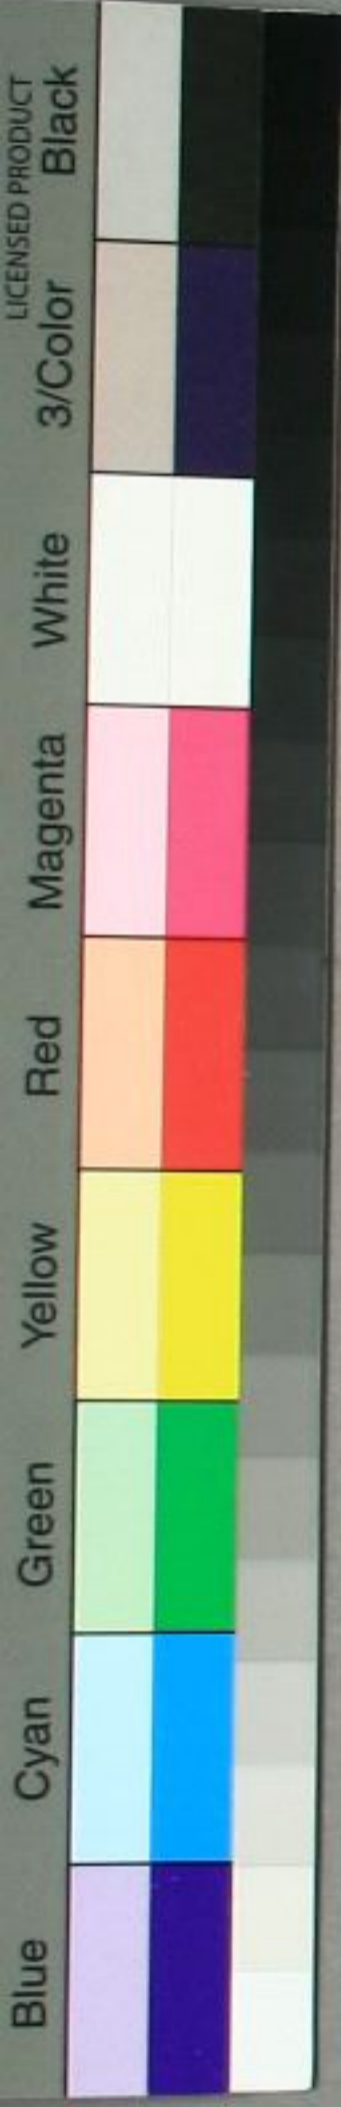 LICENSED PRODUCT
Black
3/Color
White
Magenta
Red
Yellow
Green
Cyan
Blue